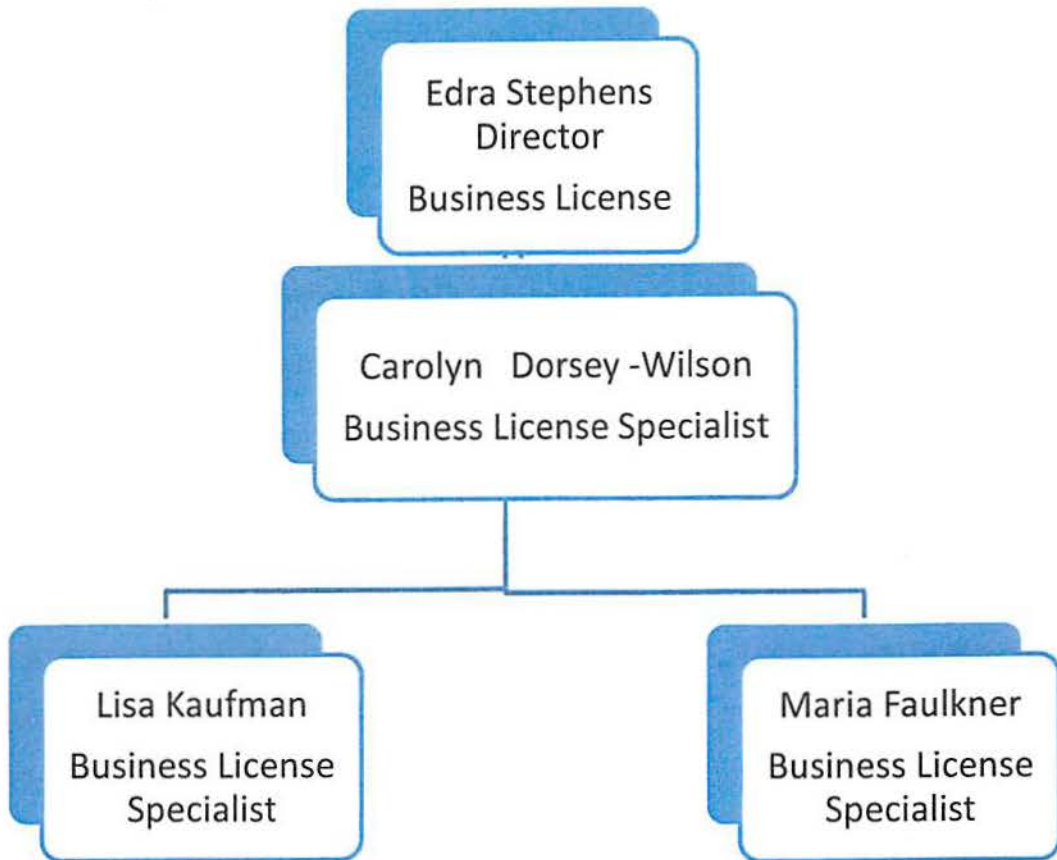 Edra Stephens
Director
Business License
Carolyn Dorsey -Wilson
Business License Specialist
Lisa Kaufman
Business License
Specialist
Maria Faulkner
Business License
Specialist